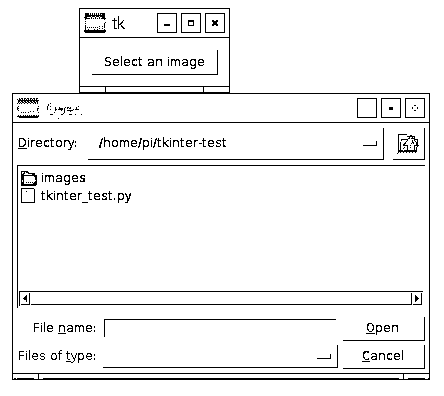 tk
Select an image
Directory: /home/pi/tkinter-test
images
tkinter_test.py
File name:
Open
Files of type:
Cancel